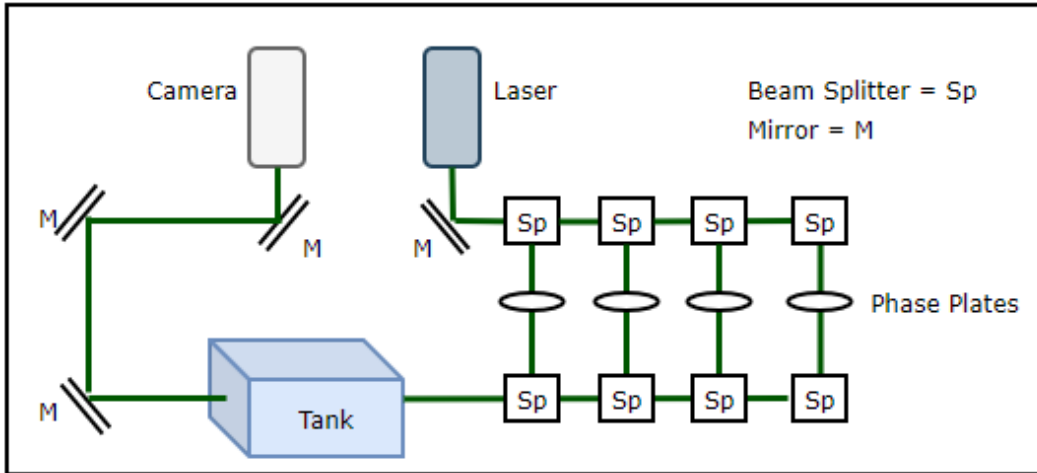 Camera
Laser
Beam Splitter = Sp
Mirror = M
M
M
M
Sp
Sp
Sp
Sp
Phase Plates
M
Tank
Sp
Sp
Sp
Sp